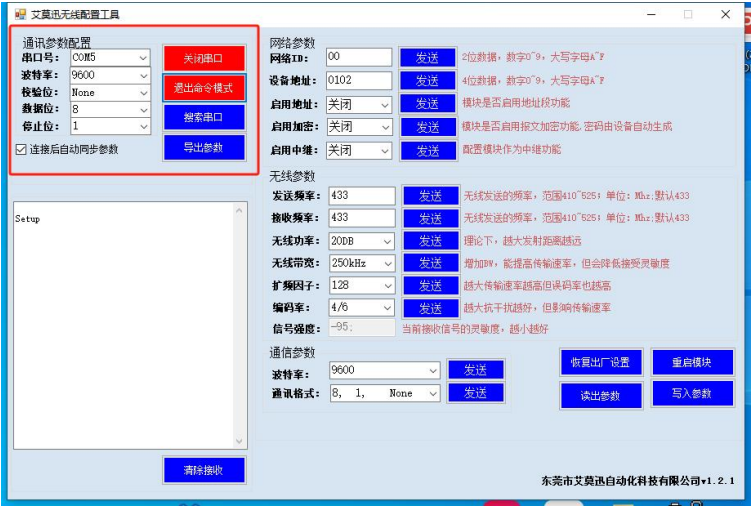 艾莫迅无线配置工具
通讯参数配置
串口号: COM5 关闭串口
波特率: 9600 退出命令模式
校验位: None
数据位: 8 搜索串口
停止位: 1
连接后自动同步参数 导出参数
Setup
清除接收
网络参数
网络ID: 00 发送 2位数据, 数字0~9, 大写字母A~F
设备地址: 0102 发送 4位数据, 数字0~9, 大写字母A~F
启用地址: 关闭 发送 模块是否启用地址段功能
启用加密: 关闭 发送 模块是否启用报文加密功能,密码由设备自动生成
启用中继: 关闭 发送 配置模块作为中继功能
无线参数
发送频率: 433 发送 无线发送的频率, 范围410~525; 单位: Mhz;默认433
接收频率: 433 发送 无线发送的频率, 范围410~525; 单位: Mhz;默认433
无线功率: 20DB 发送 理论下, 越大发射距离越远
无线带宽: 250kHz 发送 增加BW, 能提高传输速率, 但会降低接受灵敏度
扩频因子: 128 发送 越大传输速率越高但误码率也越高
编码率: 4/6 发送 越大抗干扰越好, 但影响传输速率
信号强度: -95; 当前接收信号的灵敏度, 越小越好
通信参数
波特率: 9600 发送
通讯格式: 8, 1, None 发送
恢复出厂设置 重启模块
读出参数 写入参数
东莞市艾莫迅自动化科技有限公司v1.2.1